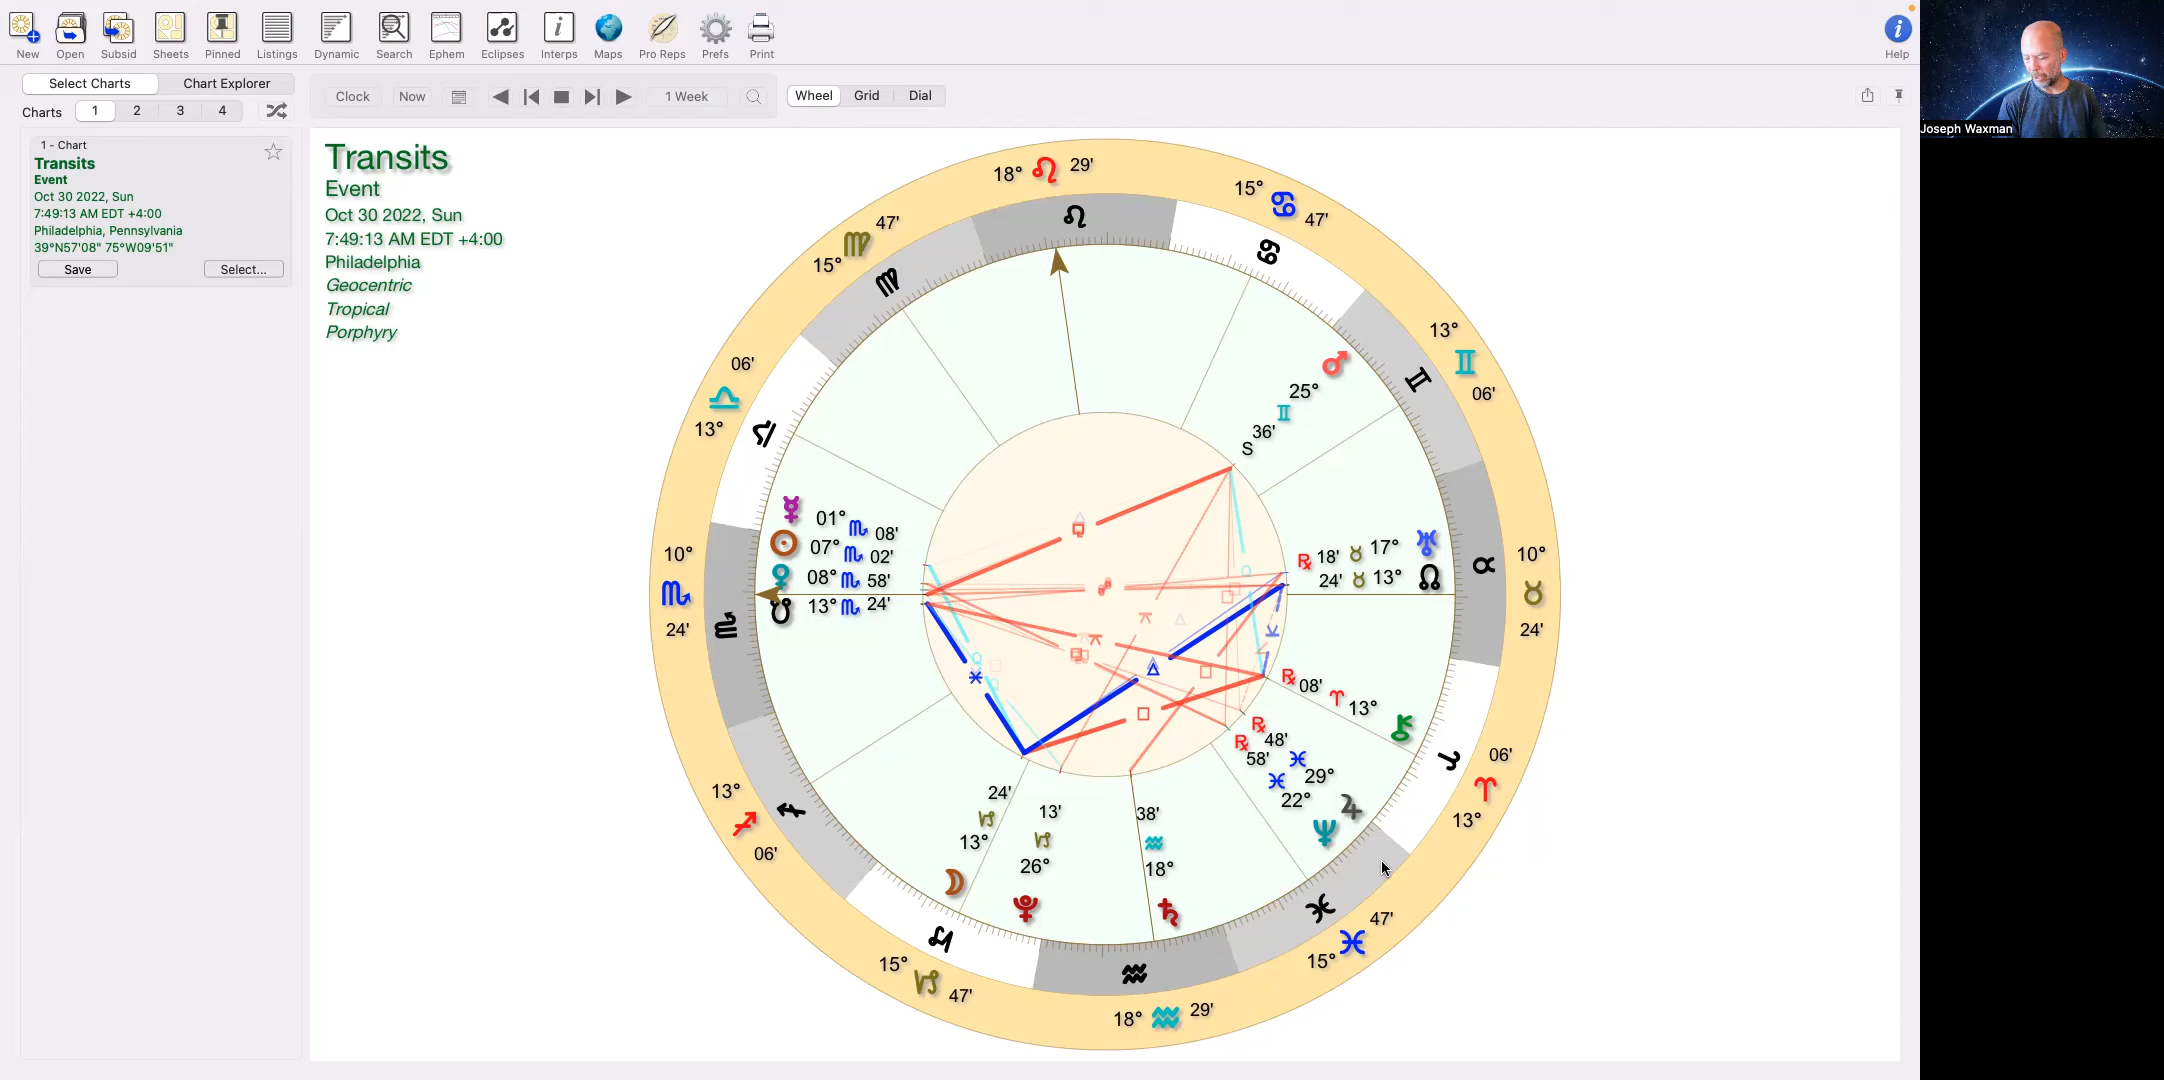 New Open Subsid Sheets Pinned Listings Dynamic Search Ephem Eclipses Interps Maps Pro Reps Prefs Print Help
Select Charts Chart Explorer
Charts 1 2 3 4
Clock Now 1 Week Wheel Grid Dial
1 - Chart
Transits
Event
Oct 30 2022, Sun
7:49:13 AM EDT +4:00
Philadelphia, Pennsylvania
39°N57'08" 75°W09'51"
Save Select...
Transits
Event
Oct 30 2022, Sun
7:49:13 AM EDT +4:00
Philadelphia
Geocentric
Tropical
Porphyry
18° ♌ 29'
15° ♋ 47'
15° ♍ 47'
13° ♊ 06'
06' ♎ 13°
10° ♏ 24'
10° ♉ 24'
13° ♐ 06'
06' ♈ 13°
15° ♑ 47'
18° ♒ 29'
15° ♓ 47'
♂ 25° ♊ 36' S
☿ 01° ♏ 08'
☉ 07° ♏ 02'
♀ 08° ♏ 58'
☋ 13° ♏ 24'
℞ 18' ♉ 17° ♅
24' ♉ 13° ☊
℞ 08' ♈ 13° ⚷
℞ 48' ♓ 29° ♃
℞ 58' ♓ 22° ♆
24' ♑ 13° ☽
13' ♑ 26° ♇
38' ♒ 18° ♄
Joseph Waxman